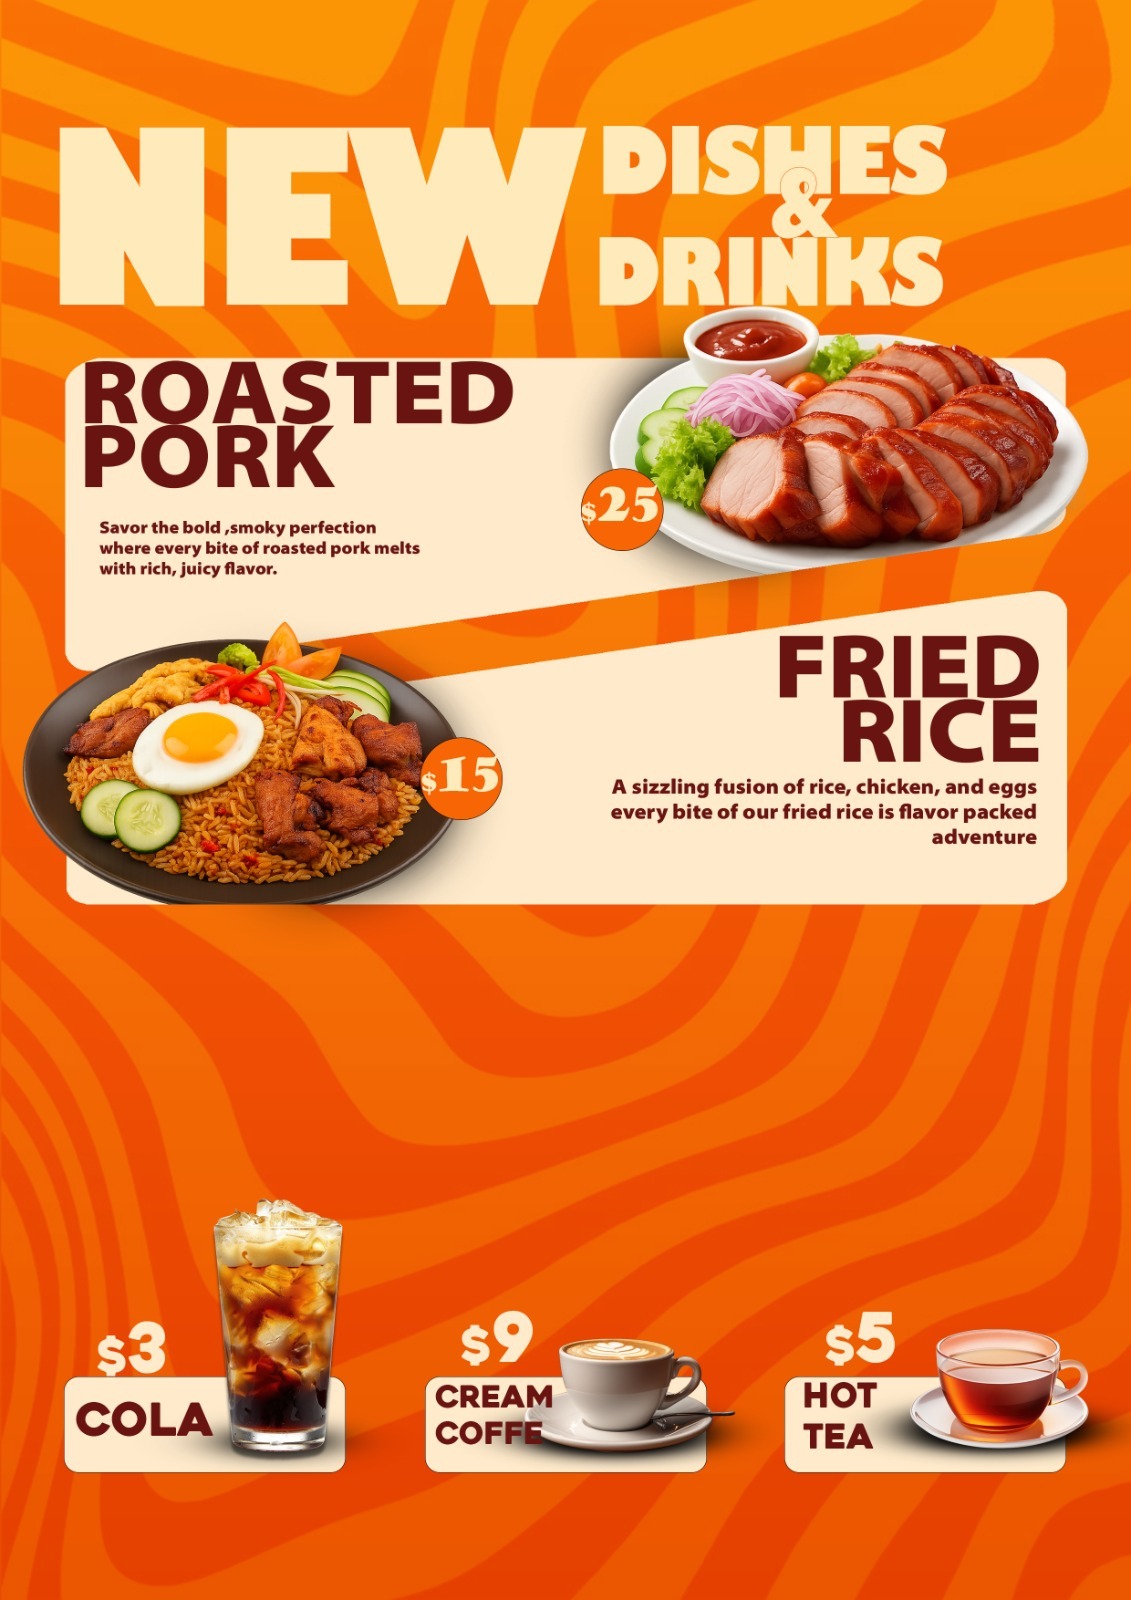 NEW
DISHES
&
DRINKS
ROASTED
PORK
Savor the bold ,smoky perfection
where every bite of roasted pork melts
with rich, juicy flavor.
$25
FRIED
RICE
$15
A sizzling fusion of rice, chicken, and eggs
every bite of our fried rice is flavor packed
adventure
$3
COLA
$9
CREAM
COFFE
$5
HOT
TEA